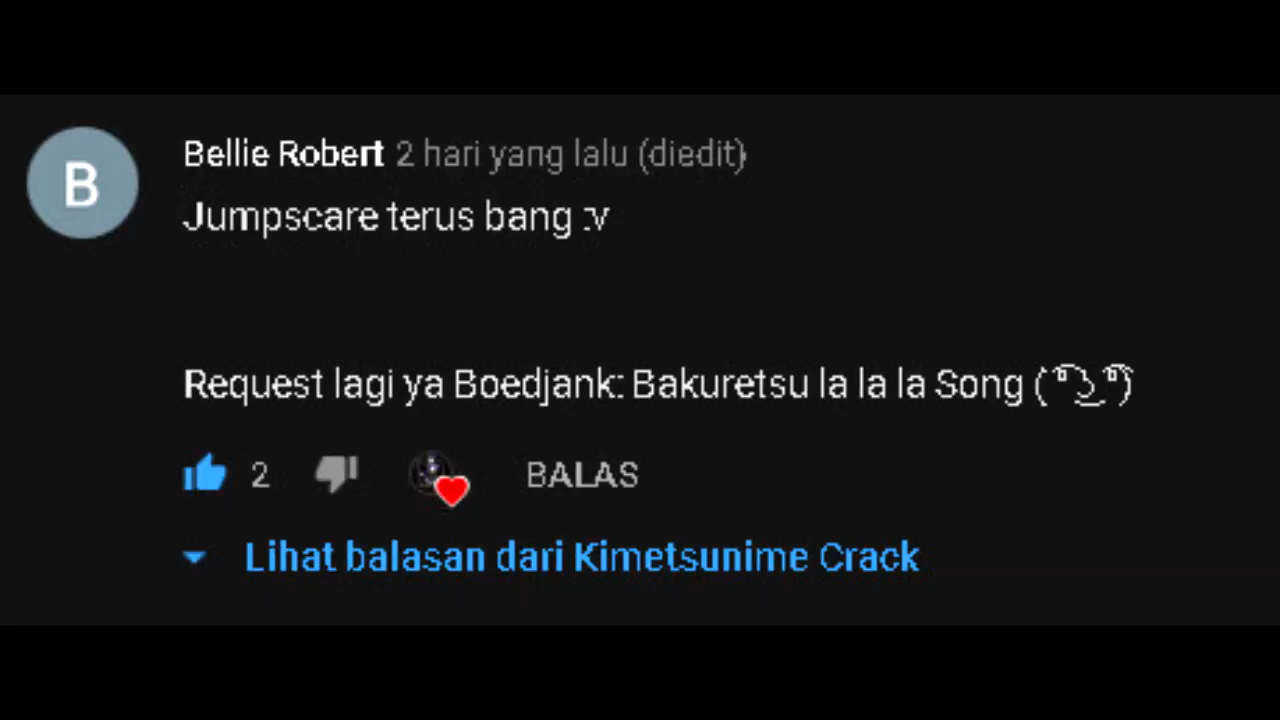 B
Bellie Robert 2 hari yang lalu (diedit)
Jumpscare terus bang :v
Request lagi ya Boedjank: Bakuretsu la la la Song ( ͡° ͜ʖ ͡°)
2 BALAS
Lihat balasan dari Kimetsunime Crack